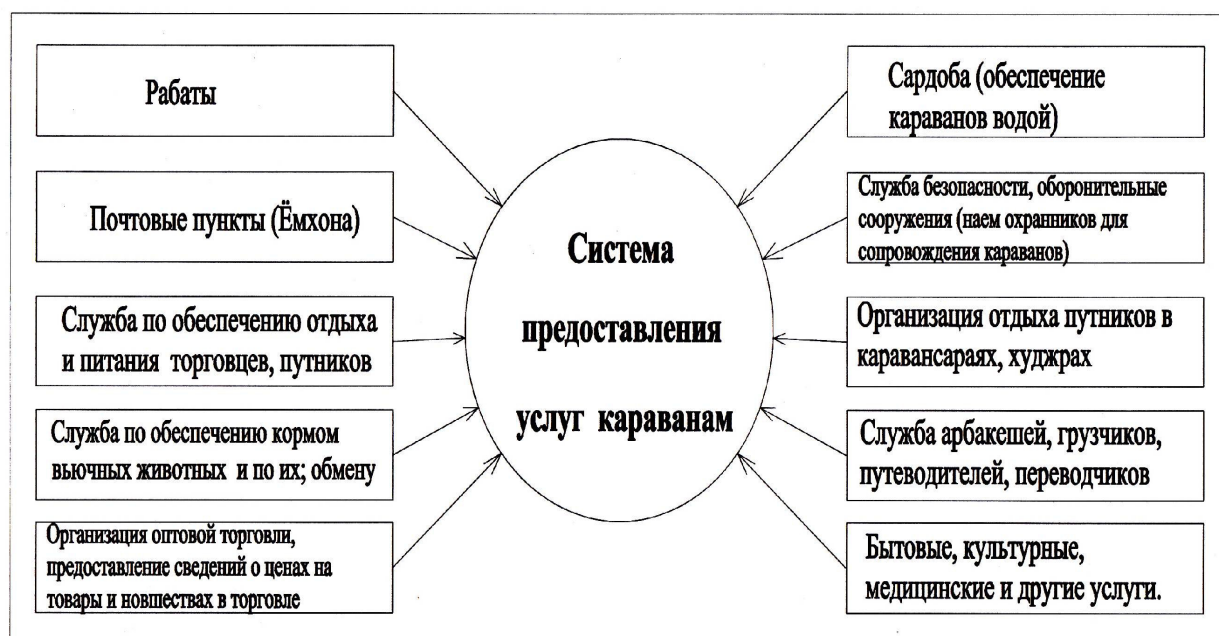 Рабаты
Почтовые пункты (Ёмхона)
Служба по обеспечению отдыха
и питания торговцев, путников
Служба по обеспечению кормом
вьючных животных и по их; обмену
Организация оптовой торговли,
предоставление сведений о ценах на
товары и новшествах в торговле
Система
предоставления
услуг караванам
Сардоба (обеспечение
караванов водой)
Служба безопасности, оборонительные
сооружения (наем охранников для
сопровождения караванов)
Организация отдыха путников в
каравансараях, худжрах
Служба арбакешей, грузчиков,
путеводителей, переводчиков
Бытовые, культурные,
медицинские и другие услуги.